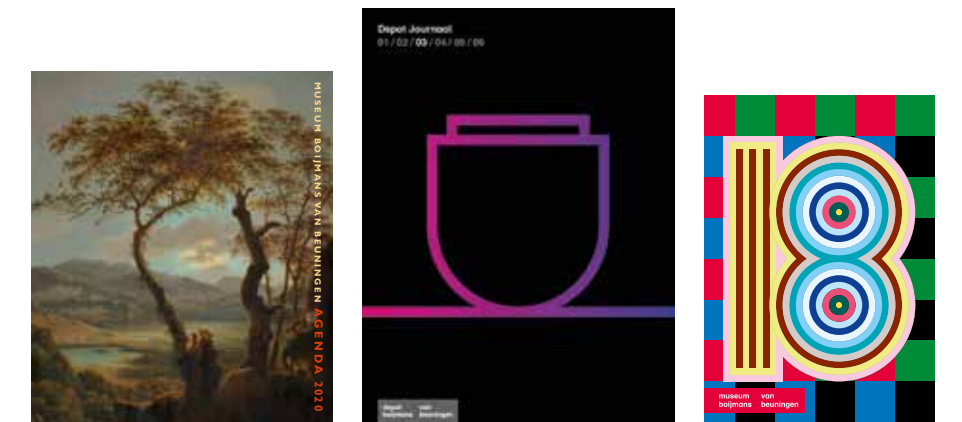 MUSEUM BOIJMANS VAN BEUNINGEN AGENDA 2020
Depot Journaal
01 / 02 / 03 / 04 / 05 / 06
depot van
boijmans beuningen
18
museum van
boijmans beuningen